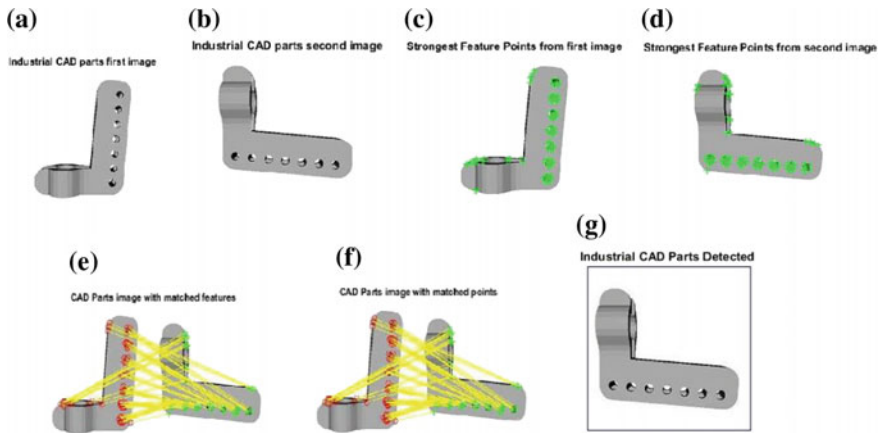 (a)
(b)
(c)
(d)
Industrial CAD parts first image
Industrial CAD parts second image
Strongest Feature Points from first image
Strongest Feature Points from second image
(e)
(f)
(g)
CAD Parts image with matched features
CAD Parts image with matched points
Industrial CAD Parts Detected